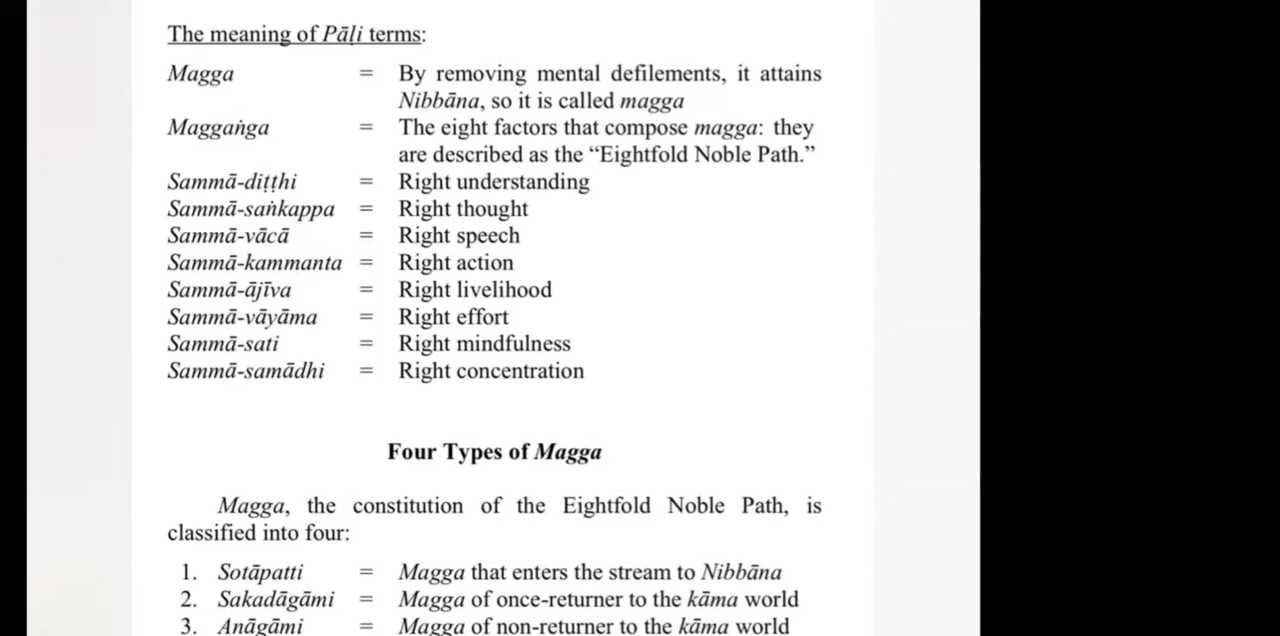 The meaning of Pāḷi terms:
Magga = By removing mental defilements, it attains
Nibbāna, so it is called magga
Maggaṅga = The eight factors that compose magga: they
are described as the “Eightfold Noble Path.”
Sammā-diṭṭhi = Right understanding
Sammā-saṅkappa = Right thought
Sammā-vācā = Right speech
Sammā-kammanta = Right action
Sammā-ājīva = Right livelihood
Sammā-vāyāma = Right effort
Sammā-sati = Right mindfulness
Sammā-samādhi = Right concentration
Four Types of Magga
Magga, the constitution of the Eightfold Noble Path, is
classified into four:
1. Sotāpatti = Magga that enters the stream to Nibbāna
2. Sakadāgāmi = Magga of once-returner to the kāma world
3. Anāgāmi = Magga of non-returner to the kāma world